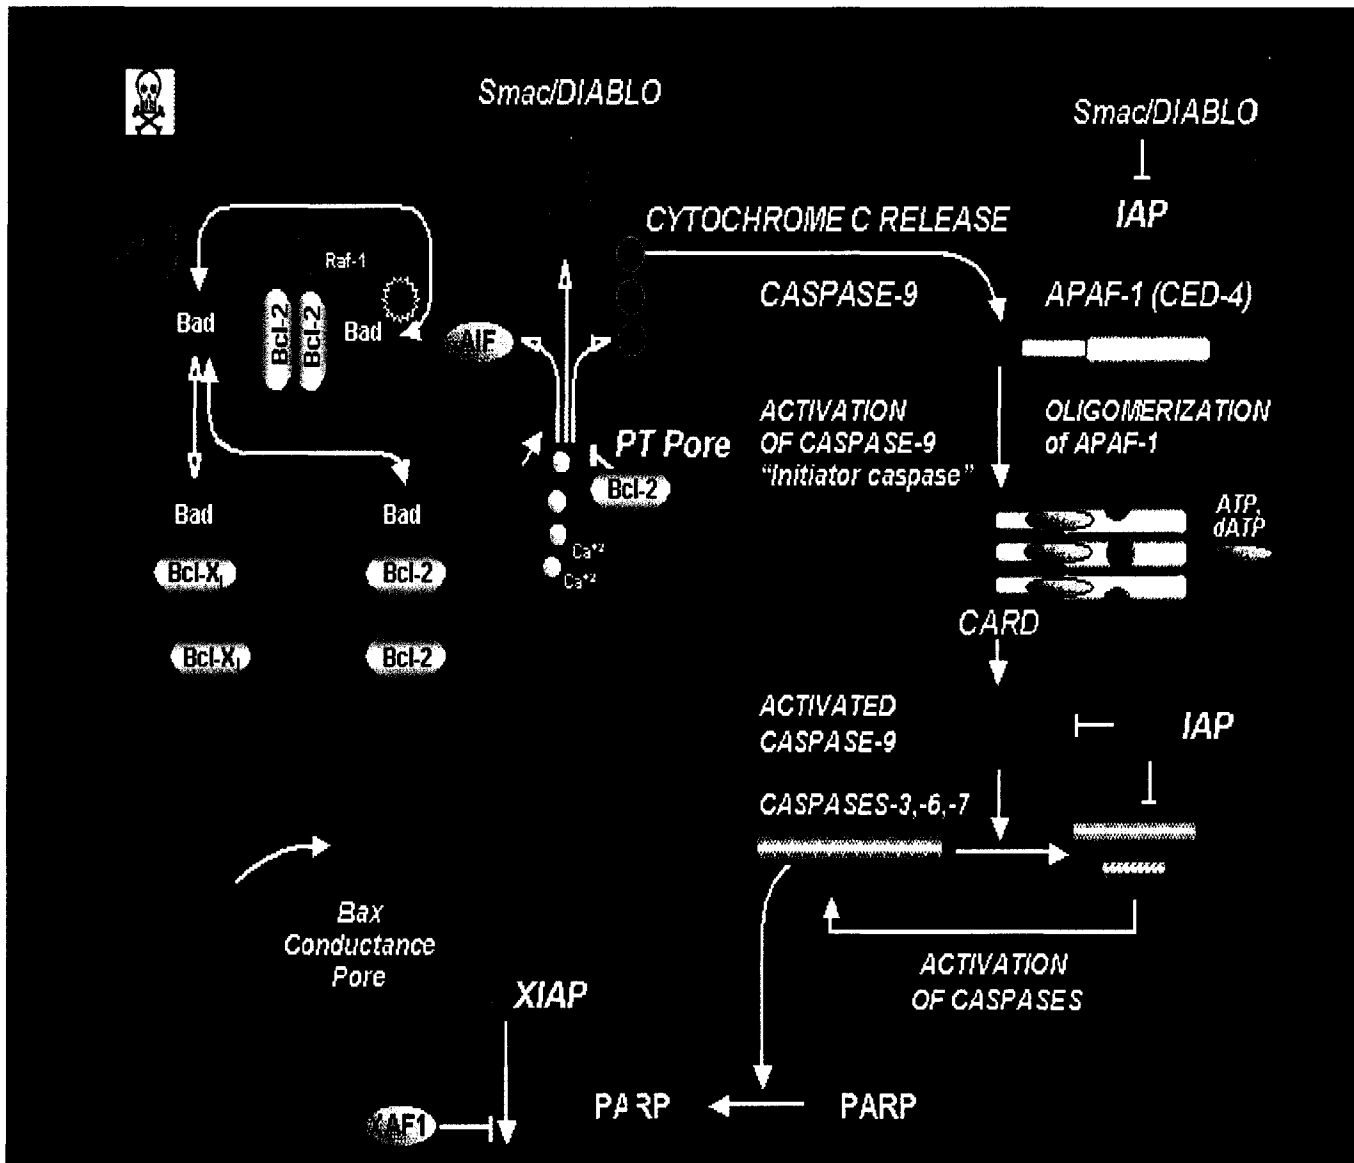 Smac/DIABLO
Smac/DIABLO
IAP
CYTOCHROME C RELEASE
Raf-1
CASPASE-9
APAF-1 (CED-4)
Bad
Bcl-2
Bcl-2
Bad
AIF
ACTIVATION
OF CASPASE-9
"Initiator caspase"
OLIGOMERIZATION
of APAF-1
PT Pore
Bcl-2
ATP,
dATP
Bad
Bad
Ca+2
Ca+2
Bcl-Xl
Bcl-2
CARD
Bcl-Xl
Bcl-2
ACTIVATED
CASPASE-9
IAP
CASPASES-3,-6,-7
Bax
Conductance
Pore
ACTIVATION
OF CASPASES
XIAP
PARP
PARP